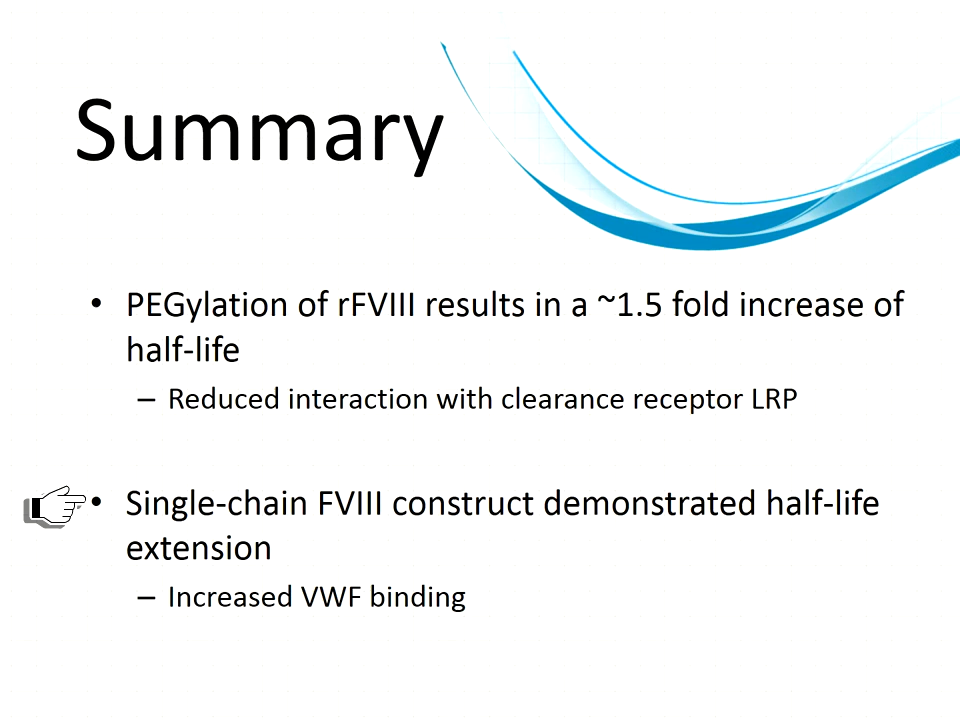 Summary
• PEGylation of rFVIII results in a ~1.5 fold increase of
half-life
– Reduced interaction with clearance receptor LRP
• Single-chain FVIII construct demonstrated half-life
extension
– Increased VWF binding